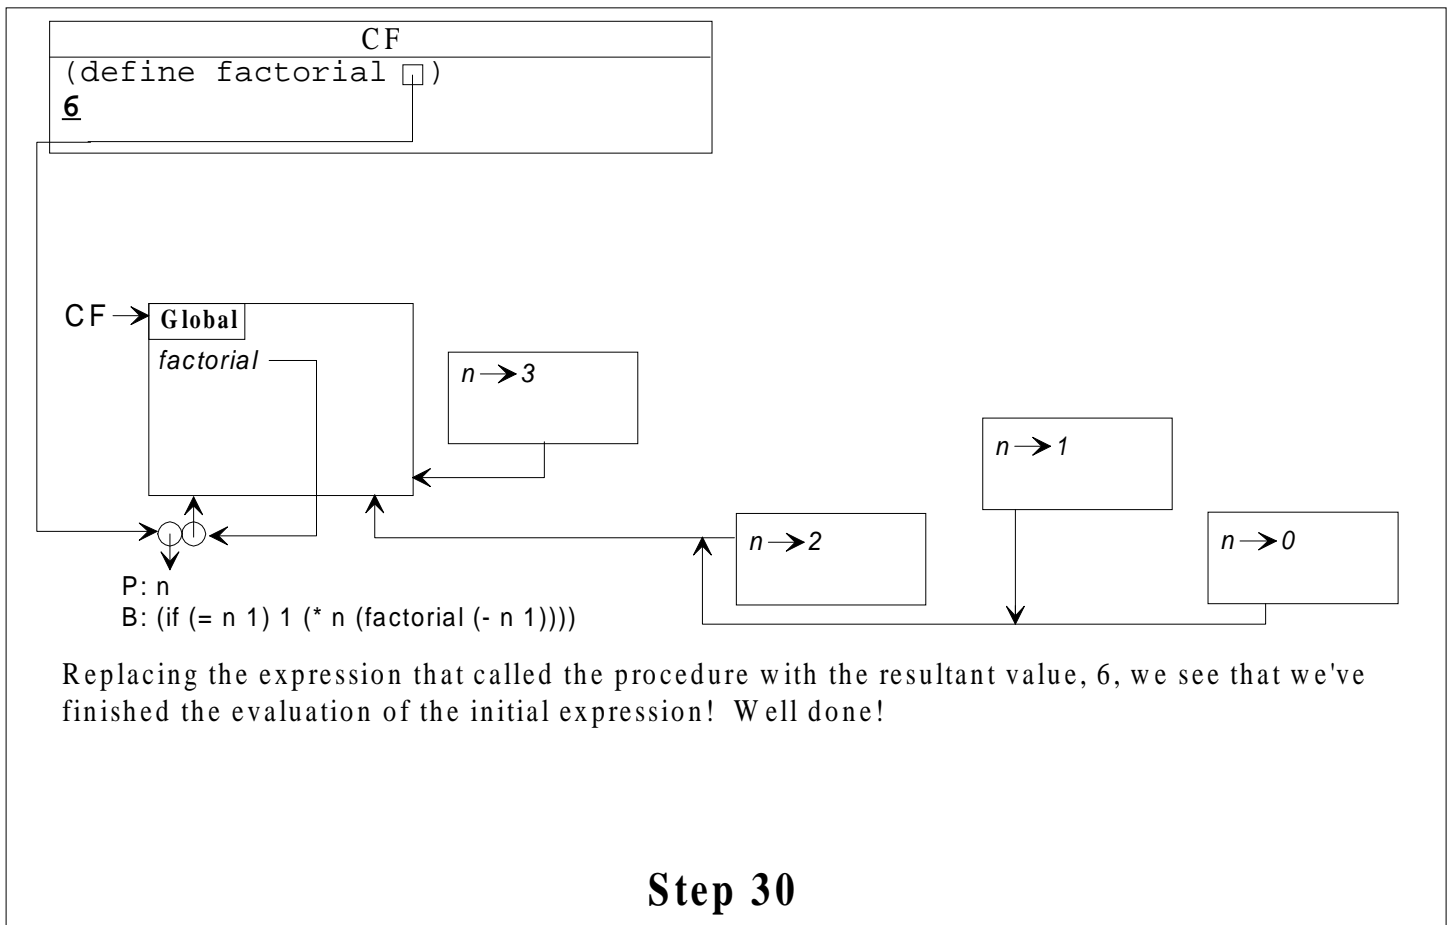 CF
(define factorial )
6
CF Global
factorial
n 3
n 1
n 2
n 0
P: n
B: (if (= n 1) 1 (* n (factorial (- n 1))))
Replacing the expression that called the procedure with the resultant value, 6, we see that we've
finished the evaluation of the initial expression! Well done!
Step 30